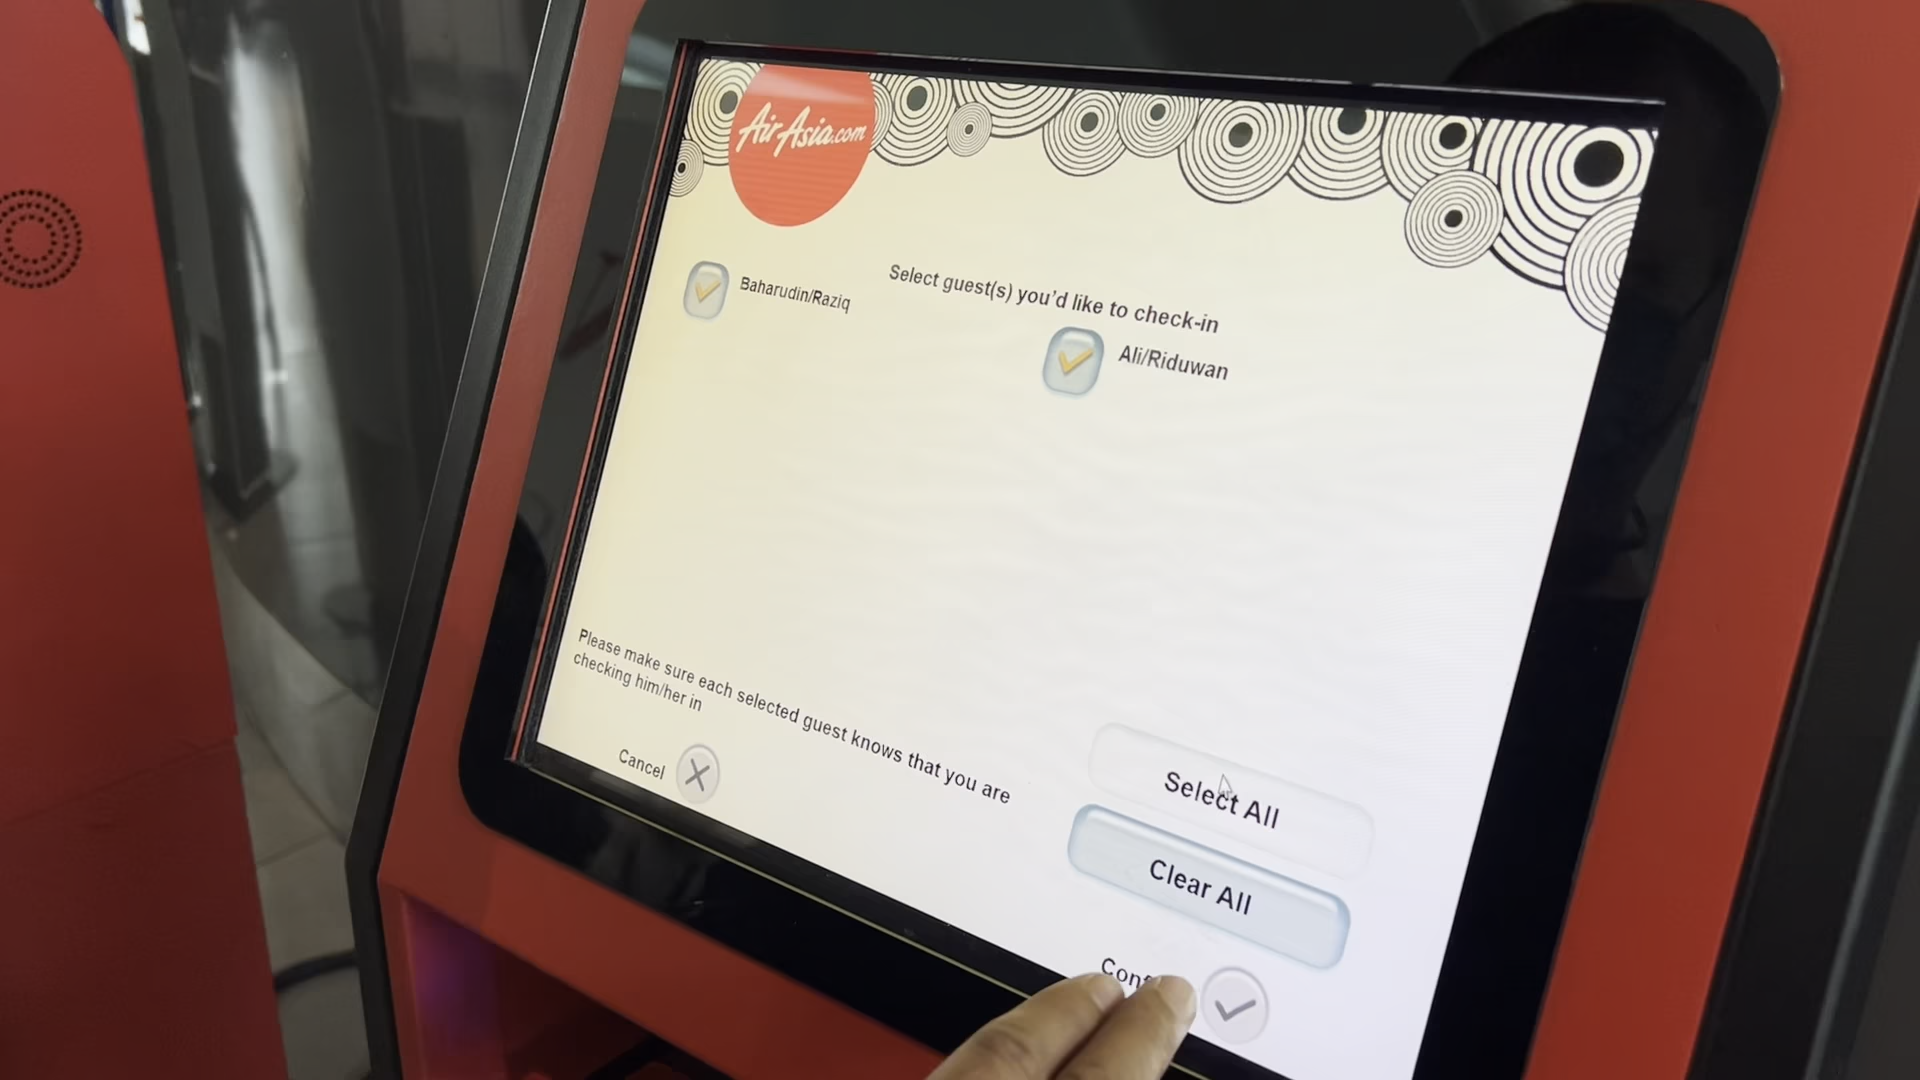 AirAsia.com
Select guest(s) you'd like to check-in
Baharudin/Raziq
Ali/Riduwan
Please make sure each selected guest knows that you are
checking him/her in
Cancel
Select All
Clear All